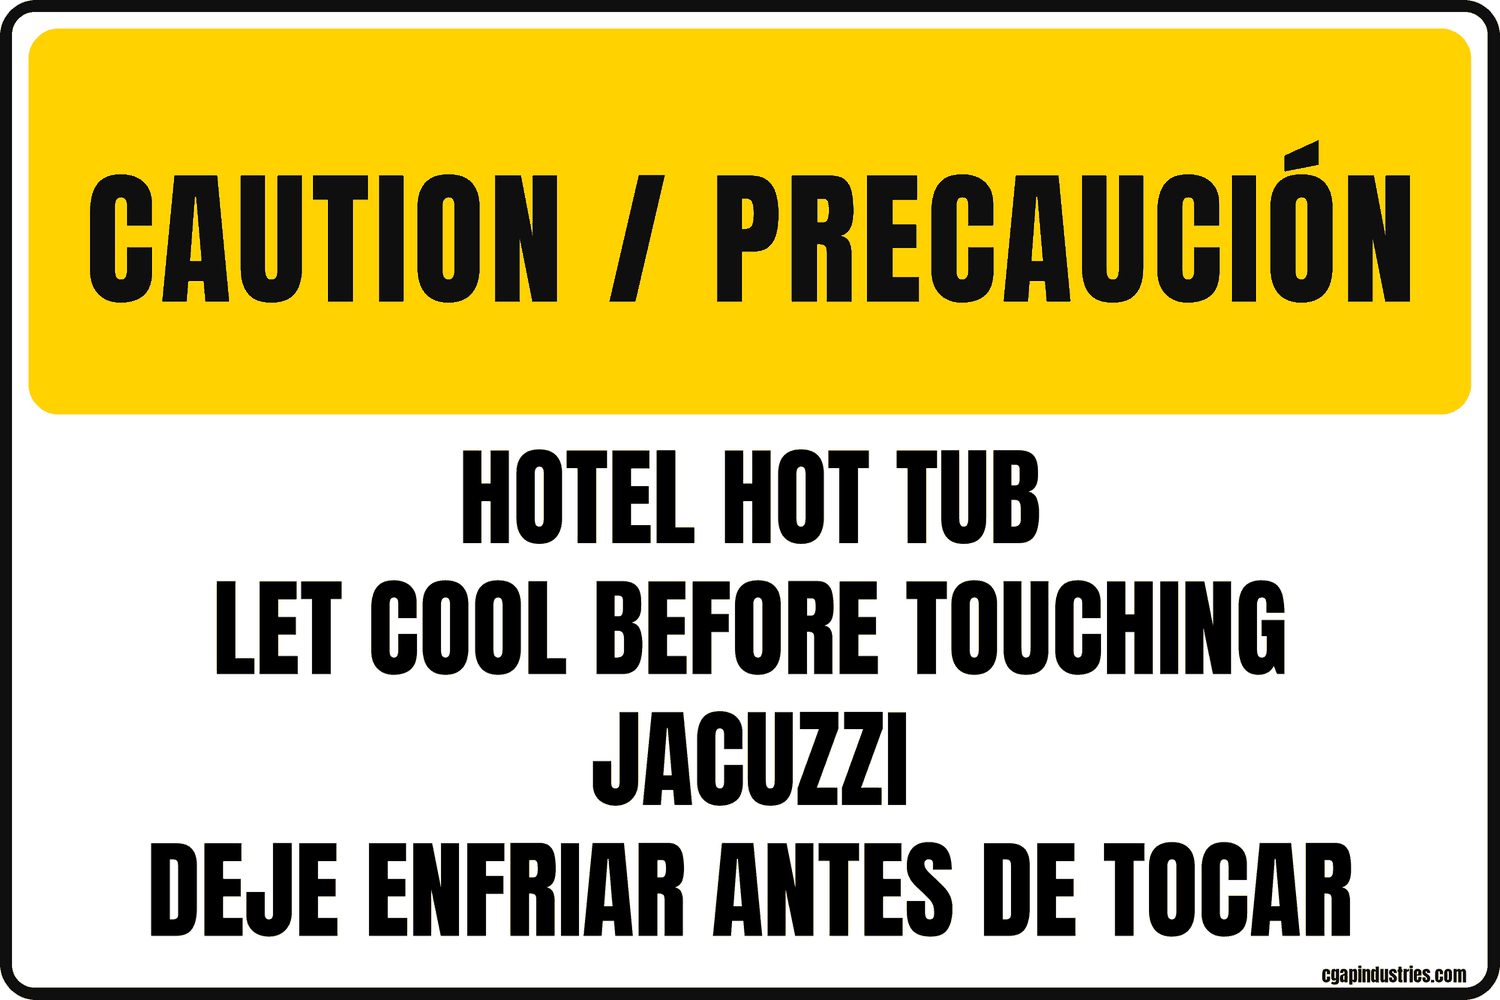 CAUTION / PRECAUCIÓN
HOTEL HOT TUB
LET COOL BEFORE TOUCHING
JACUZZI
DEJE ENFRIAR ANTES DE TOCAR
cgapindustries.com